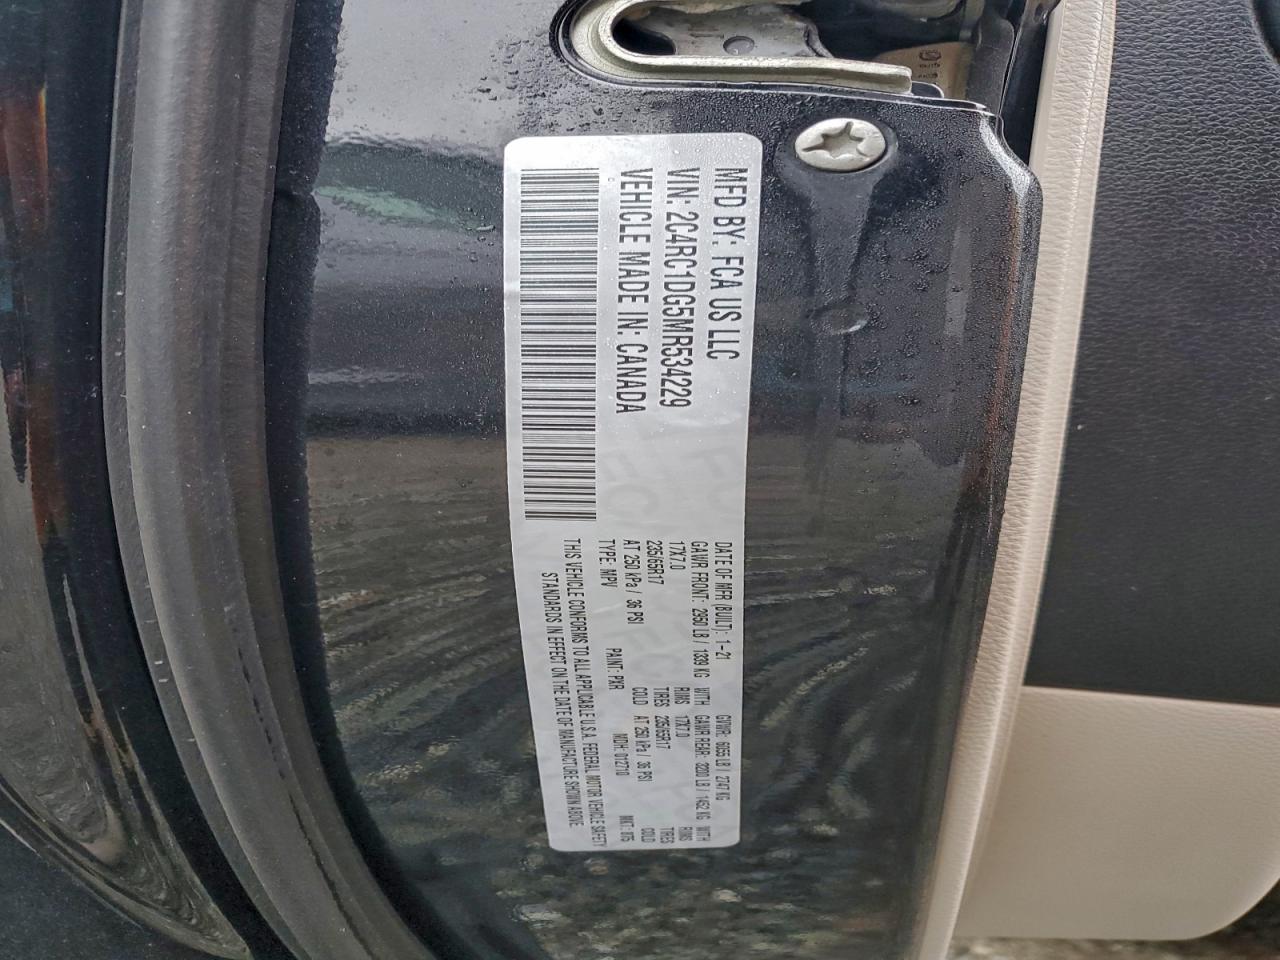 MFD BY: FCA US LLC
VIN: 2C4RC1DG5MR534229
VEHICLE MADE IN: CANADA
C
DATE OF MFR (BUILT): 1-21 GVWR: 6055 LB / 2747 KG
GAWR FRONT: 2950 LB / 1339 KG WITH GAWR REAR: 3200 LB / 1452 KG WITH
17X7.0 RIMS 17X7.0 RIMS
235/65R17 TIRES 235/65R17 TIRES
AT 250 kPa / 36 PSI COLD AT 250 kPa / 36 PSI COLD
TYPE: MPV PAINT: PXR MDH: 012710 MKT:
THIS VEHICLE CONFORMS TO ALL APPLICABLE U.S.A. FEDERAL MOTOR VEHICLE SAFETY
STANDARDS IN EFFECT ON THE DATE OF MANUFACTURE SHOWN ABOVE.